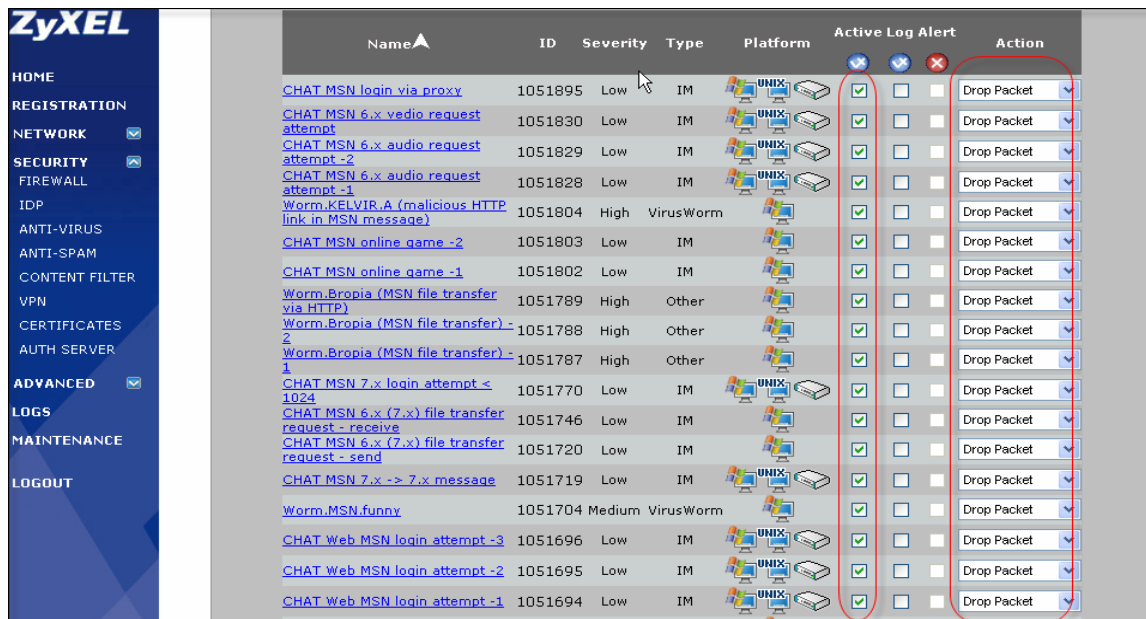 ZyXEL
HOME
REGISTRATION
NETWORK
SECURITY
FIREWALL
IDP
ANTI-VIRUS
ANTI-SPAM
CONTENT FILTER
VPN
CERTIFICATES
AUTH SERVER
ADVANCED
LOGS
MAINTENANCE
LOGOUT
Name ID Severity Type Platform Active Log Alert Action
CHAT MSN login via proxy 1051895 Low IM UNIX Drop Packet
CHAT MSN 6.x vedio request
attempt 1051830 Low IM UNIX Drop Packet
CHAT MSN 6.x audio request
attempt -2 1051829 Low IM UNIX Drop Packet
CHAT MSN 6.x audio request
attempt -1 1051828 Low IM UNIX Drop Packet
Worm.KELVIR.A (malicious HTTP
link in MSN message) 1051804 High VirusWorm Drop Packet
CHAT MSN online game -2 1051803 Low IM Drop Packet
CHAT MSN online game -1 1051802 Low IM Drop Packet
Worm.Bropia (MSN file transfer
via HTTP) 1051789 High Other Drop Packet
Worm.Bropia (MSN file transfer) -
2 1051788 High Other Drop Packet
Worm.Bropia (MSN file transfer) -
1 1051787 High Other Drop Packet
CHAT MSN 7.x login attempt <
1024 1051770 Low IM UNIX Drop Packet
CHAT MSN 6.x (7.x) file transfer
request - receive 1051746 Low IM Drop Packet
CHAT MSN 6.x (7.x) file transfer
request - send 1051720 Low IM Drop Packet
CHAT MSN 7.x -> 7.x message 1051719 Low IM UNIX Drop Packet
Worm.MSN.funny 1051704 Medium VirusWorm Drop Packet
CHAT Web MSN login attempt -3 1051696 Low IM UNIX Drop Packet
CHAT Web MSN login attempt -2 1051695 Low IM UNIX Drop Packet
CHAT Web MSN login attempt -1 1051694 Low IM UNIX Drop Packet